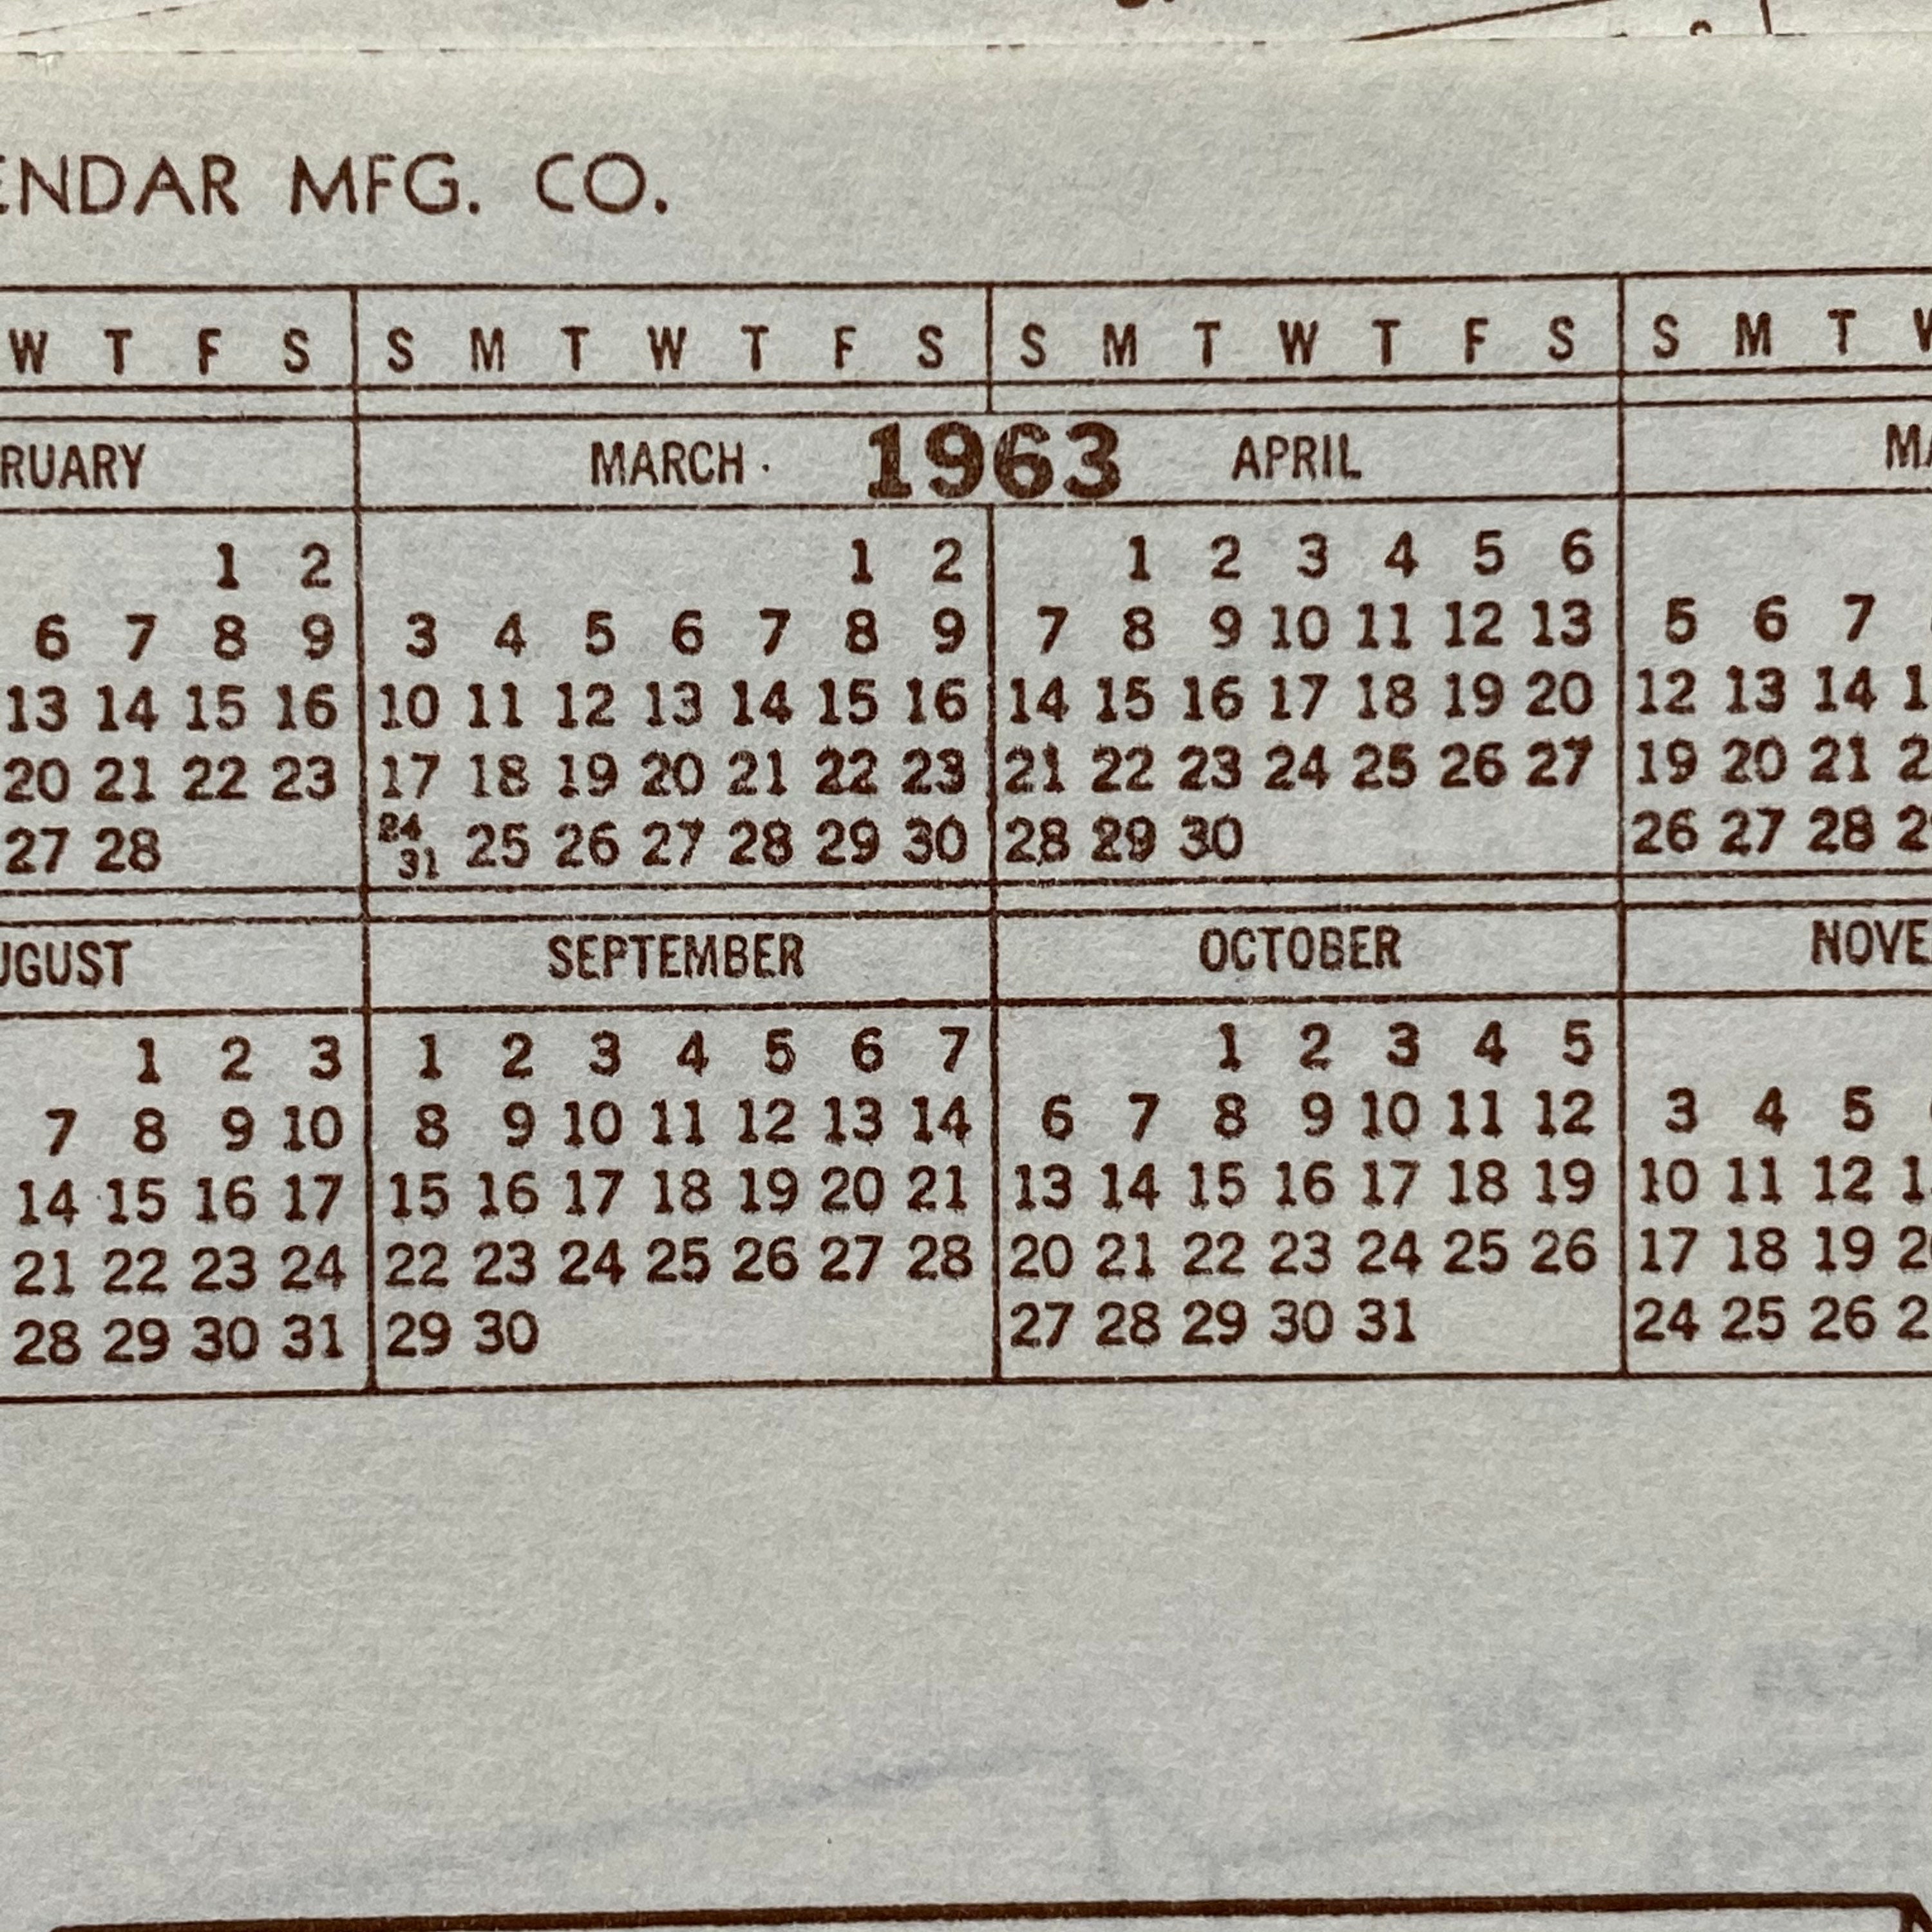 ENDAR MFG. CO.
W T F S S M T W T F S S M T W T F S S M T W
RUARY MARCH 1963 APRIL MA
1 2 1 2 1 2 3 4 5 6
6 7 8 9 3 4 5 6 7 8 9 7 8 9 10 11 12 13 5 6 7
13 14 15 16 10 11 12 13 14 15 16 14 15 16 17 18 19 20 12 13 14 1
20 21 22 23 17 18 19 20 21 22 23 21 22 23 24 25 26 27 19 20 21 2
27 28 24 31 25 26 27 28 29 30 28 29 30 26 27 28 2
UGUST SEPTEMBER OCTOBER NOVE
1 2 3 1 2 3 4 5 6 7 1 2 3 4 5
7 8 9 10 8 9 10 11 12 13 14 6 7 8 9 10 11 12 3 4 5
14 15 16 17 15 16 17 18 19 20 21 13 14 15 16 17 18 19 10 11 12 1
21 22 23 24 22 23 24 25 26 27 28 20 21 22 23 24 25 26 17 18 19 2
28 29 30 31 29 30 27 28 29 30 31 24 25 26 2